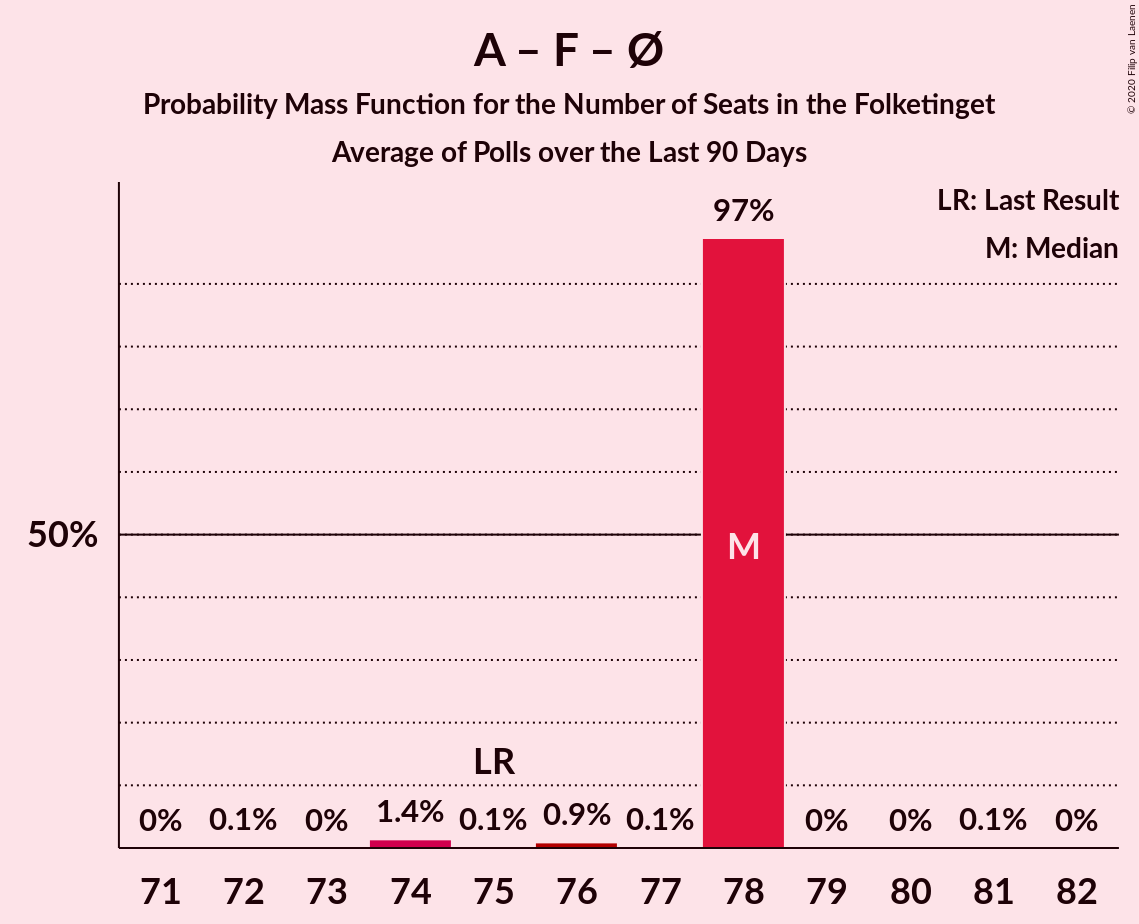 A – F – Ø
Probability Mass Function for the Number of Seats in the Folketinget
Average of Polls over the Last 90 Days
© 2020 Filip van Laenen
LR: Last Result
M: Median
97%
50%
M
LR
0% 0.1% 0% 1.4% 0.1% 0.9% 0.1% 0% 0% 0.1% 0%
71 72 73 74 75 76 77 78 79 80 81 82